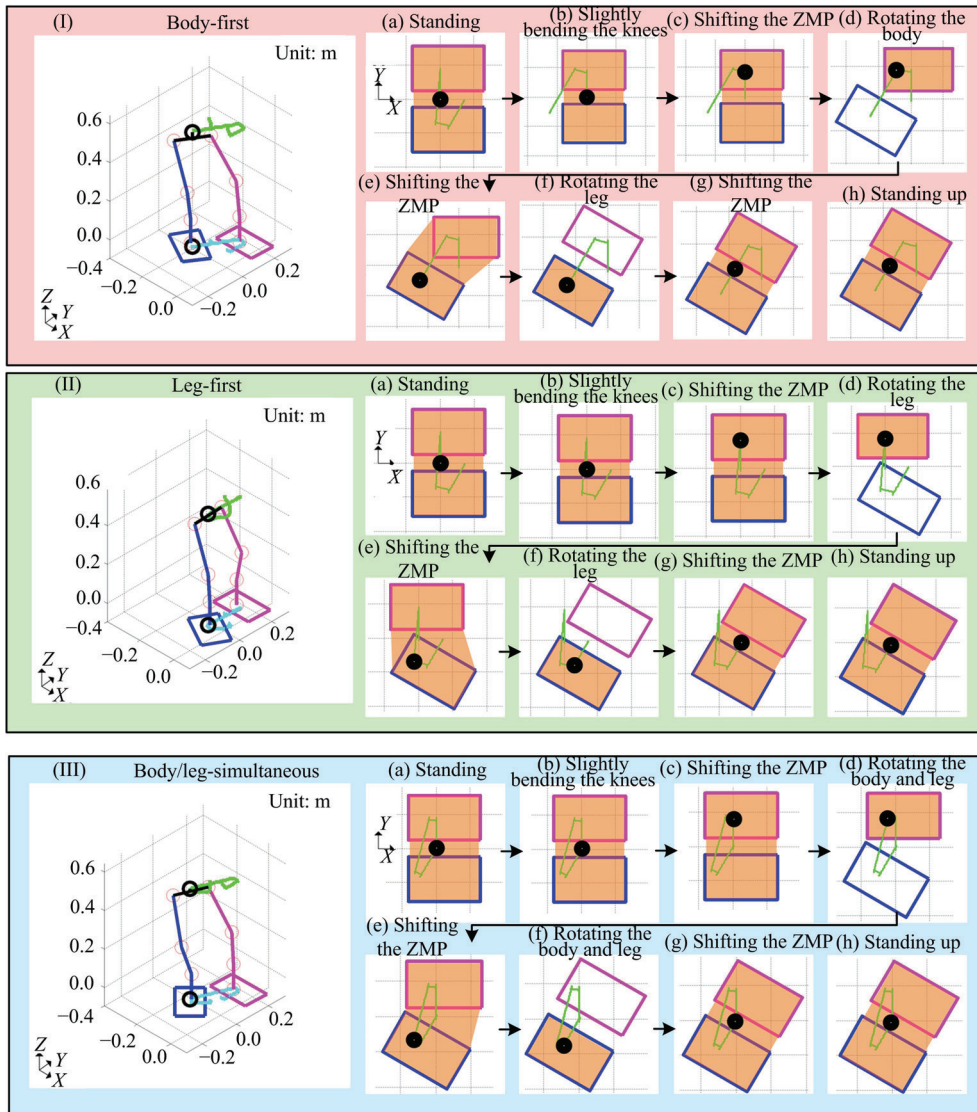 (I) Body-first
Unit: m
0.6
0.4
0.2
0.0
−0.4
−0.2
0.0
−0.2
0.0
0.2
Z
Y
X
(a) Standing
(b) Slightly
bending the knees
(c) Shifting the ZMP
(d) Rotating
the body
Y
X
(e) Shifting the
ZMP
(f) Rotating the
leg
(g) Shifting the
ZMP
(h) Standing up
(II) Leg-first
Unit: m
0.6
0.4
0.2
0.0
−0.4
−0.2
0.0
−0.2
0.0
0.2
Z
Y
X
(a) Standing
(b) Slightly
bending the knees
(c) Shifting the ZMP
(d) Rotating the
leg
Y
X
(e) Shifting the
ZMP
(f) Rotating the
leg
(g) Shifting the ZMP
(h) Standing up
(III) Body/leg-simultaneous
Unit: m
0.6
0.4
0.2
0.0
−0.4
−0.2
0.0
−0.2
0.0
0.2
Z
Y
X
(a) Standing
(b) Slightly
bending the knees
(c) Shifting the ZMP
(d) Rotating the
body and leg
Y
X
(e) Shifting
the ZMP
(f) Rotating the
body and leg
(g) Shifting the ZMP
(h) Standing up